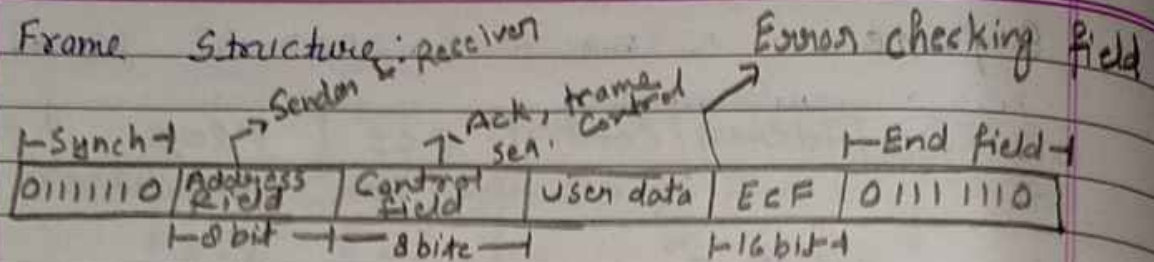 Frame Structure: Receiver Error checking field
Sender & Ack, frame control
seq.
Synch End field
01111110 Address Field Control field User data ECF 01111110
8 bit 8 bite 16 bit